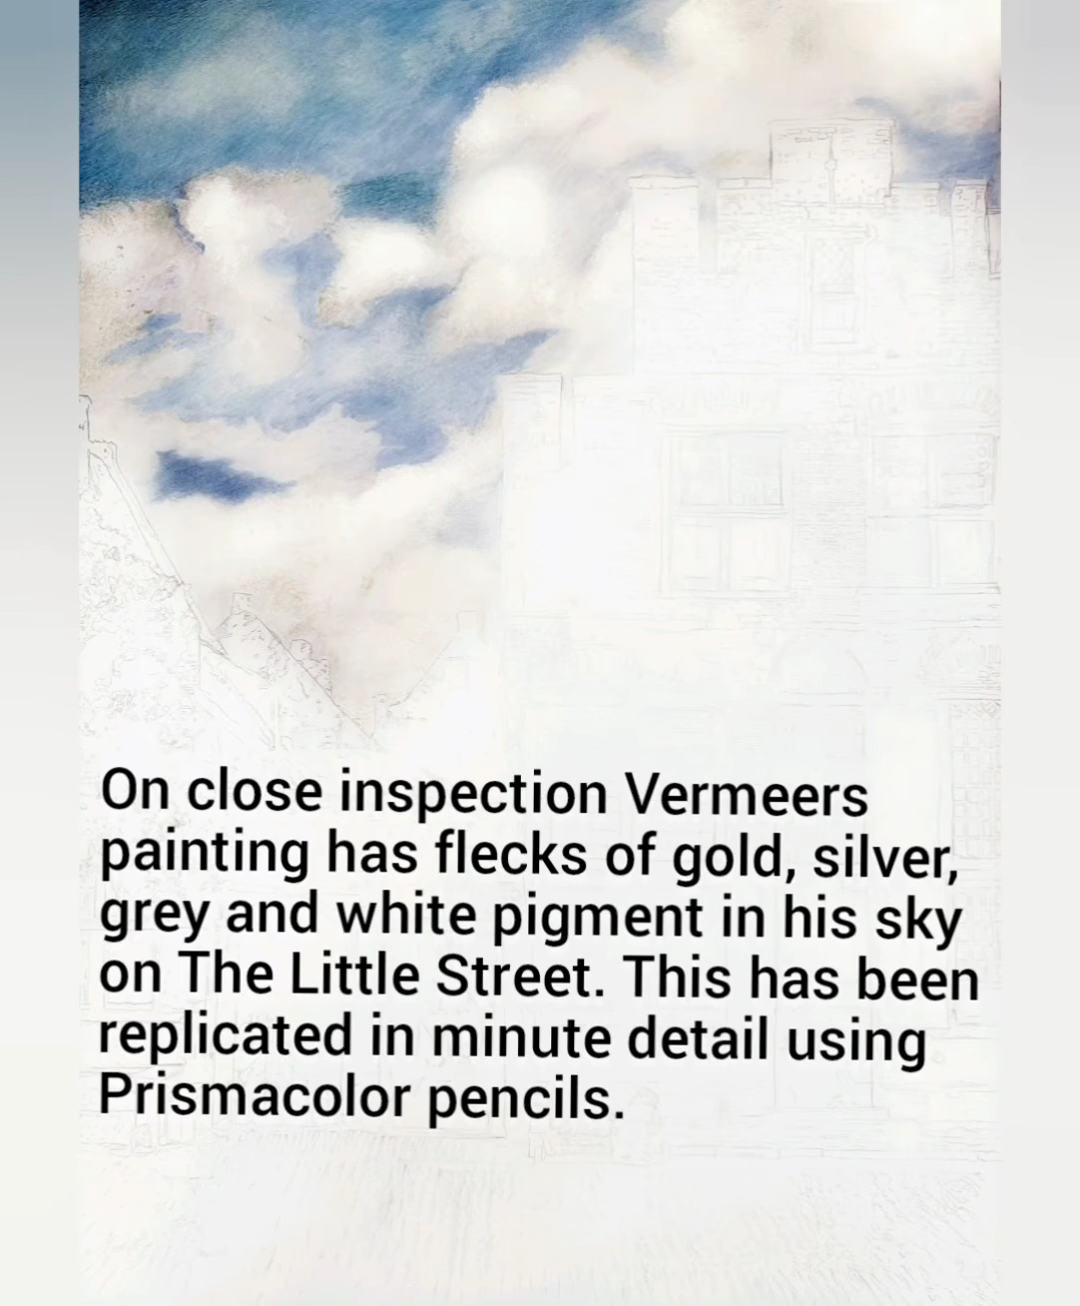 On close inspection Vermeers
painting has flecks of gold, silver,
grey and white pigment in his sky
on The Little Street. This has been
replicated in minute detail using
Prismacolor pencils.